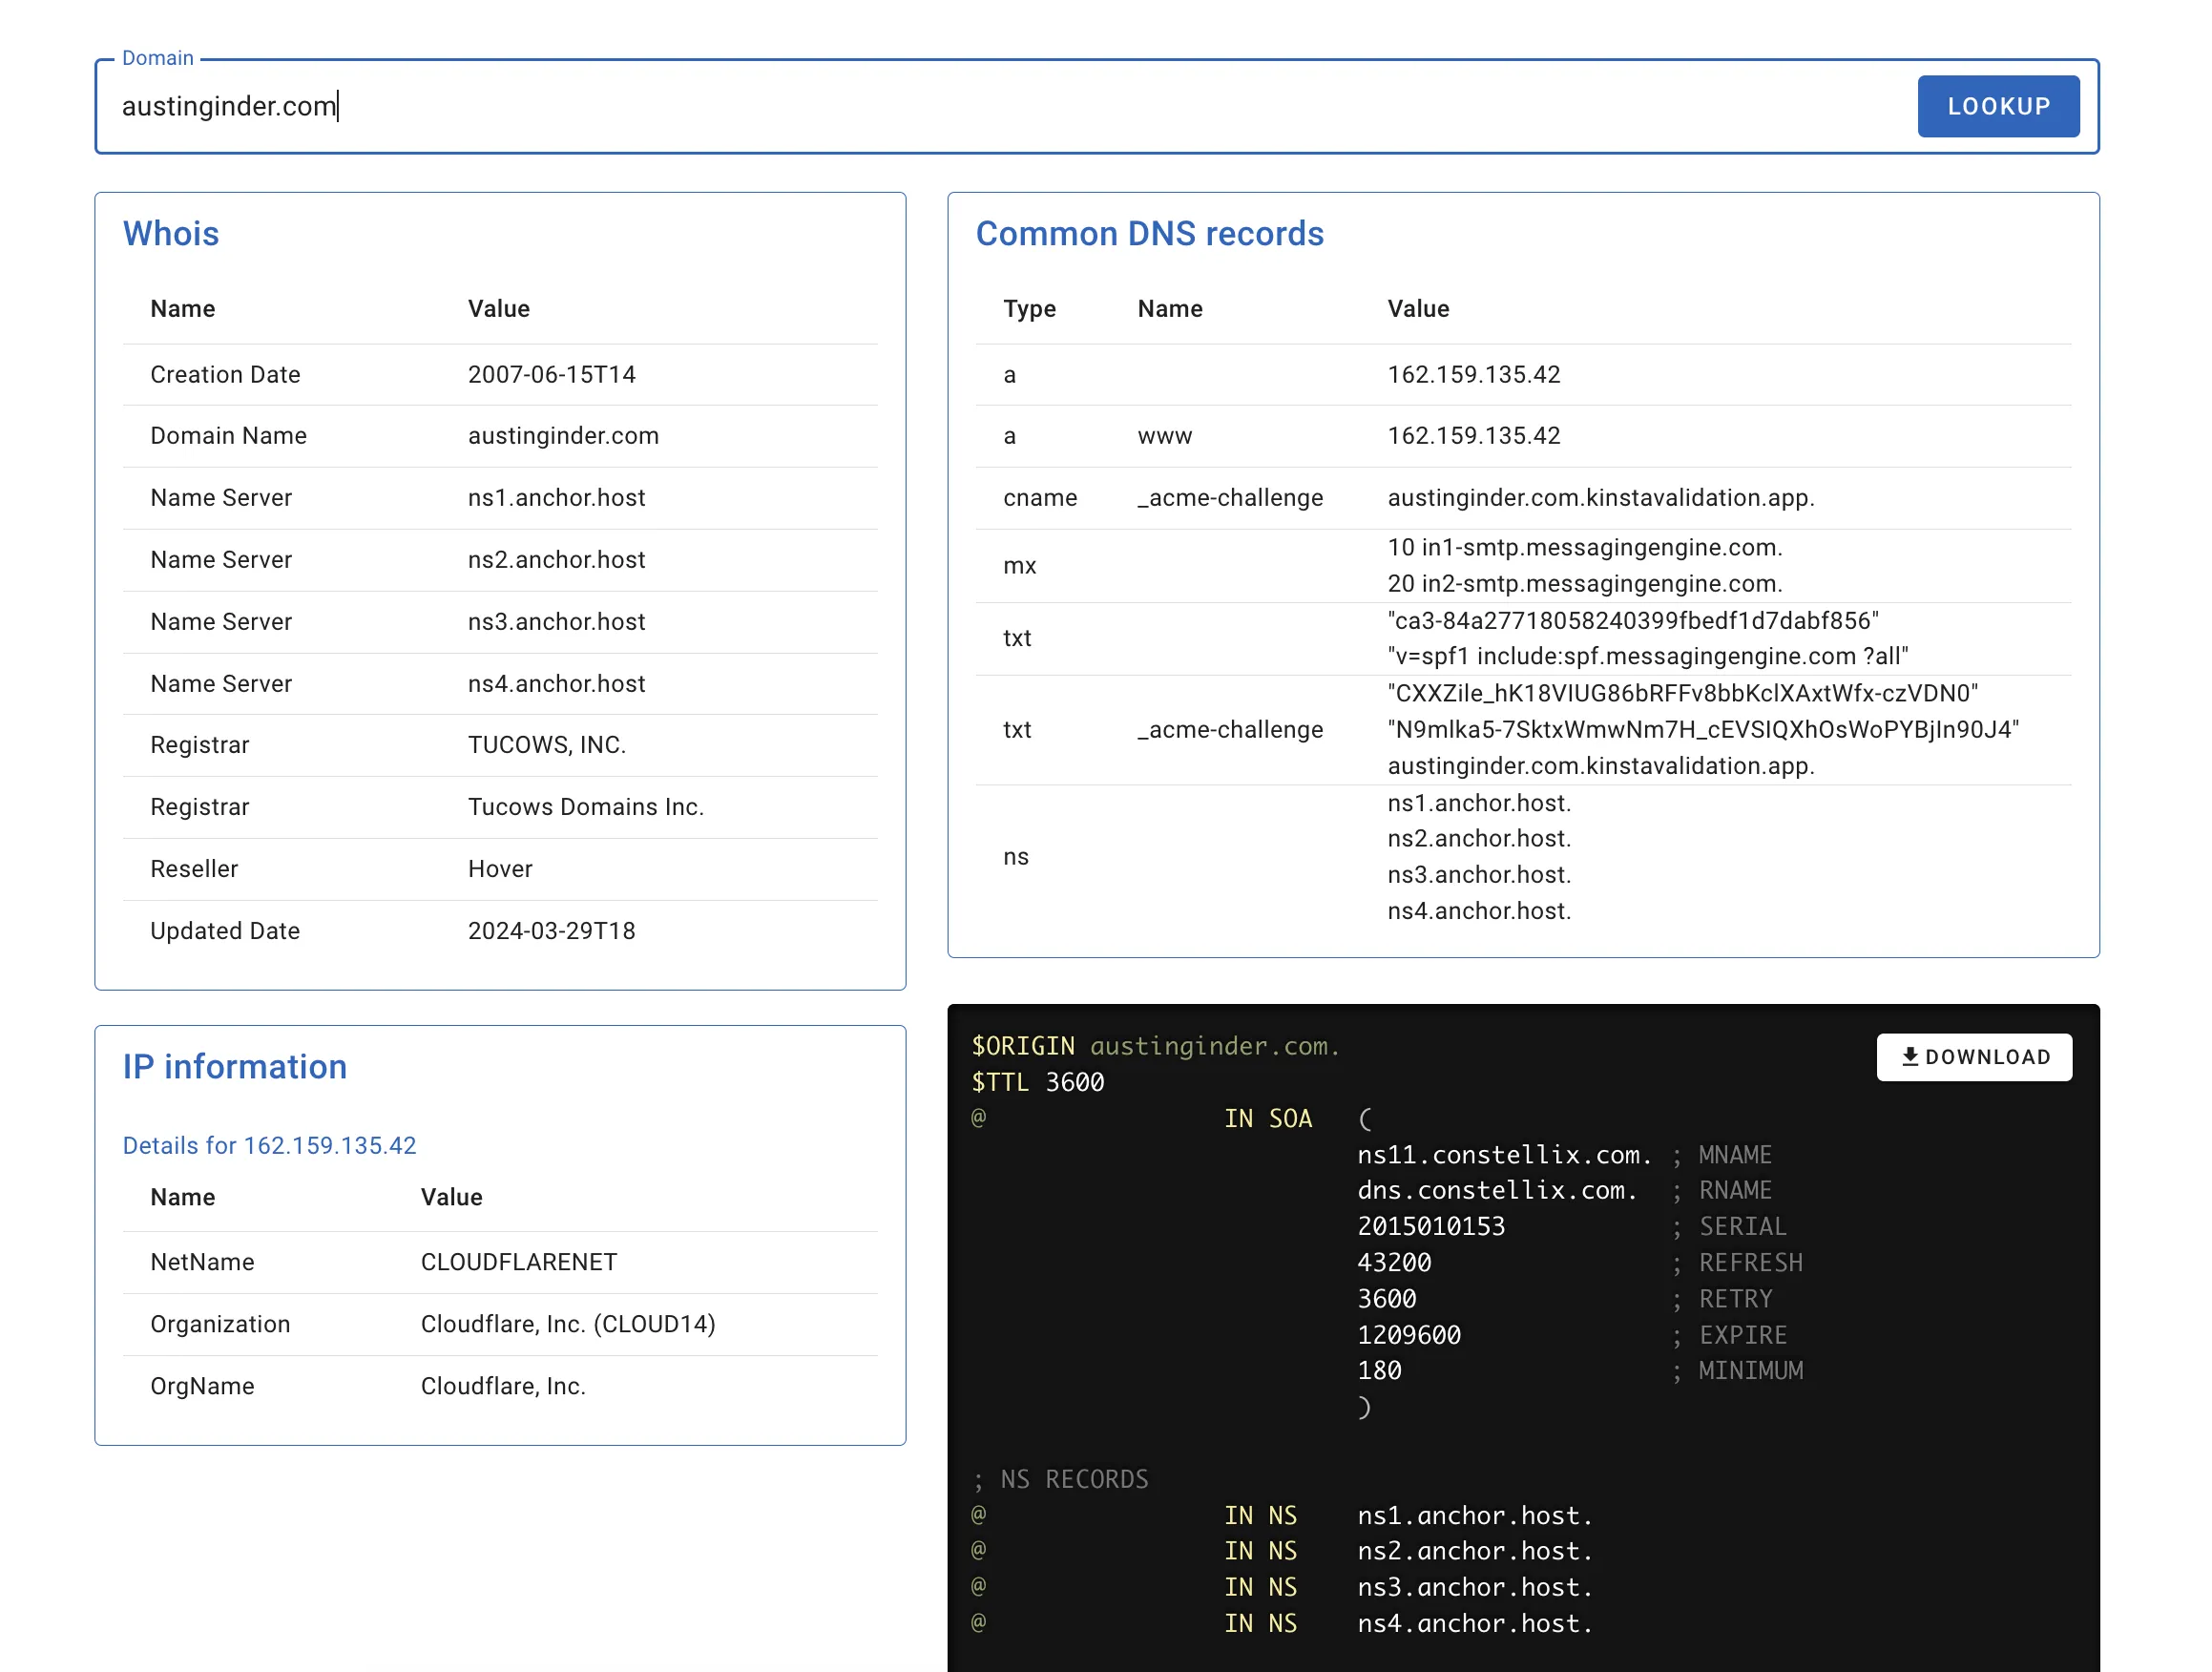 Domain
austinginder.com
LOOKUP
Whois
Name Value
Creation Date 2007-06-15T14
Domain Name austinginder.com
Name Server ns1.anchor.host
Name Server ns2.anchor.host
Name Server ns3.anchor.host
Name Server ns4.anchor.host
Registrar TUCOWS, INC.
Registrar Tucows Domains Inc.
Reseller Hover
Updated Date 2024-03-29T18
IP information
Details for 162.159.135.42
Name Value
NetName CLOUDFLARENET
Organization Cloudflare, Inc. (CLOUD14)
OrgName Cloudflare, Inc.
Common DNS records
Type Name Value
a 162.159.135.42
a www 162.159.135.42
cname _acme-challenge austinginder.com.kinstavalidation.app.
mx 10 in1-smtp.messagingengine.com.
20 in2-smtp.messagingengine.com.
txt "ca3-84a27718058240399fbedf1d7dabf856"
"v=spf1 include:spf.messagingengine.com ?all"
txt _acme-challenge "CXXZile_hK18VIUG86bRFFv8bbKclXAxtWfx-czVDN0"
"N9mlka5-7SktxWmwNm7H_cEVSIQXhOsWoPYBjIn90J4"
austinginder.com.kinstavalidation.app.
ns ns1.anchor.host.
ns2.anchor.host.
ns3.anchor.host.
ns4.anchor.host.
DOWNLOAD
$ORIGIN austinginder.com.
$TTL 3600
@ IN SOA (
ns11.constellix.com. ; MNAME
dns.constellix.com. ; RNAME
2015010153 ; SERIAL
43200 ; REFRESH
3600 ; RETRY
1209600 ; EXPIRE
180 ; MINIMUM
)
; NS RECORDS
@ IN NS ns1.anchor.host.
@ IN NS ns2.anchor.host.
@ IN NS ns3.anchor.host.
@ IN NS ns4.anchor.host.